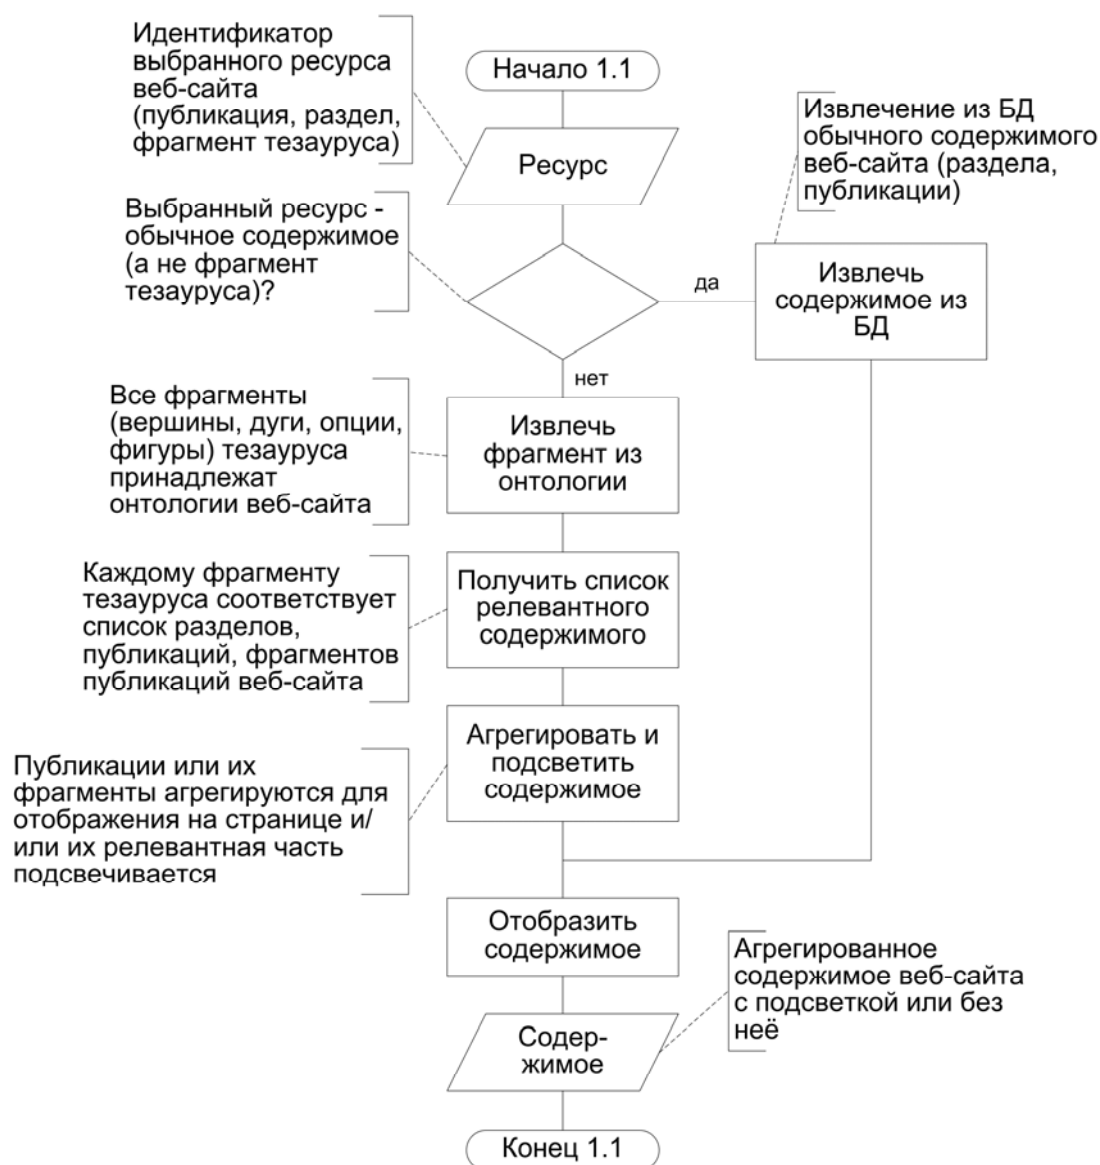 Идентификатор
выбранного ресурса
веб-сайта
(публикация, раздел,
фрагмент тезауруса)
Начало 1.1
Ресурс
Извлечение из БД
обычного содержимого
веб-сайта (раздела,
публикации)
Выбранный ресурс -
обычное содержимое
(а не фрагмент
тезауруса)?
да
Извлечь
содержимое из
БД
нет
Все фрагменты
(вершины, дуги, опции,
фигуры) тезауруса
принадлежат
онтологии веб-сайта
Извлечь
фрагмент из
онтологии
Каждому фрагменту
тезауруса соответствует
список разделов,
публикаций, фрагментов
публикаций веб-сайта
Получить список
релевантного
содержимого
Публикации или их
фрагменты агрегируются для
отображения на странице и/
или их релевантная часть
подсвечивается
Агрегировать и
подсветить
содержимое
Отобразить
содержимое
Агрегированное
содержимое веб-сайта
с подсветкой или без
неё
Содер-
жимое
Конец 1.1